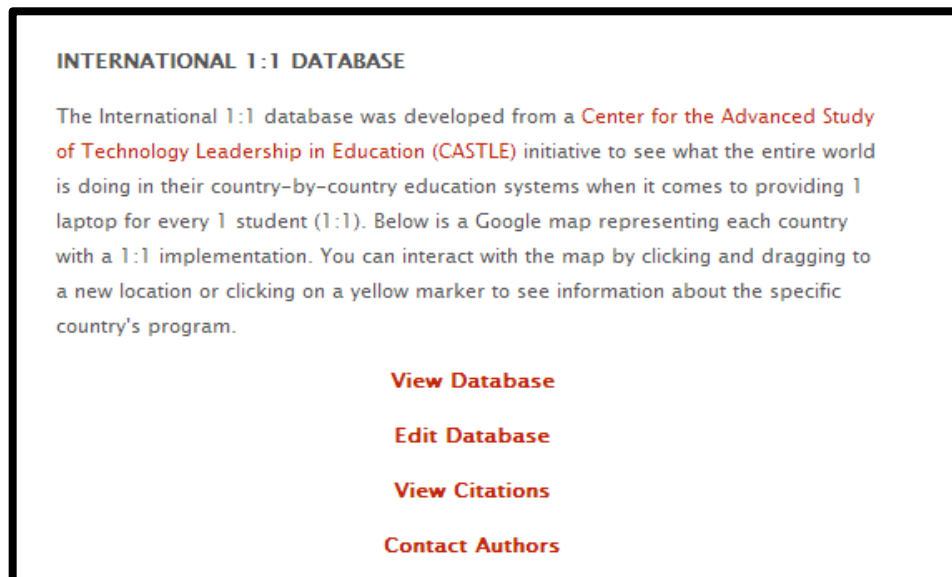 INTERNATIONAL 1:1 DATABASE
The International 1:1 database was developed from a Center for the Advanced Study
of Technology Leadership in Education (CASTLE) initiative to see what the entire world
is doing in their country-by-country education systems when it comes to providing 1
laptop for every 1 student (1:1). Below is a Google map representing each country
with a 1:1 implementation. You can interact with the map by clicking and dragging to
a new location or clicking on a yellow marker to see information about the specific
country's program.
View Database
Edit Database
View Citations
Contact Authors